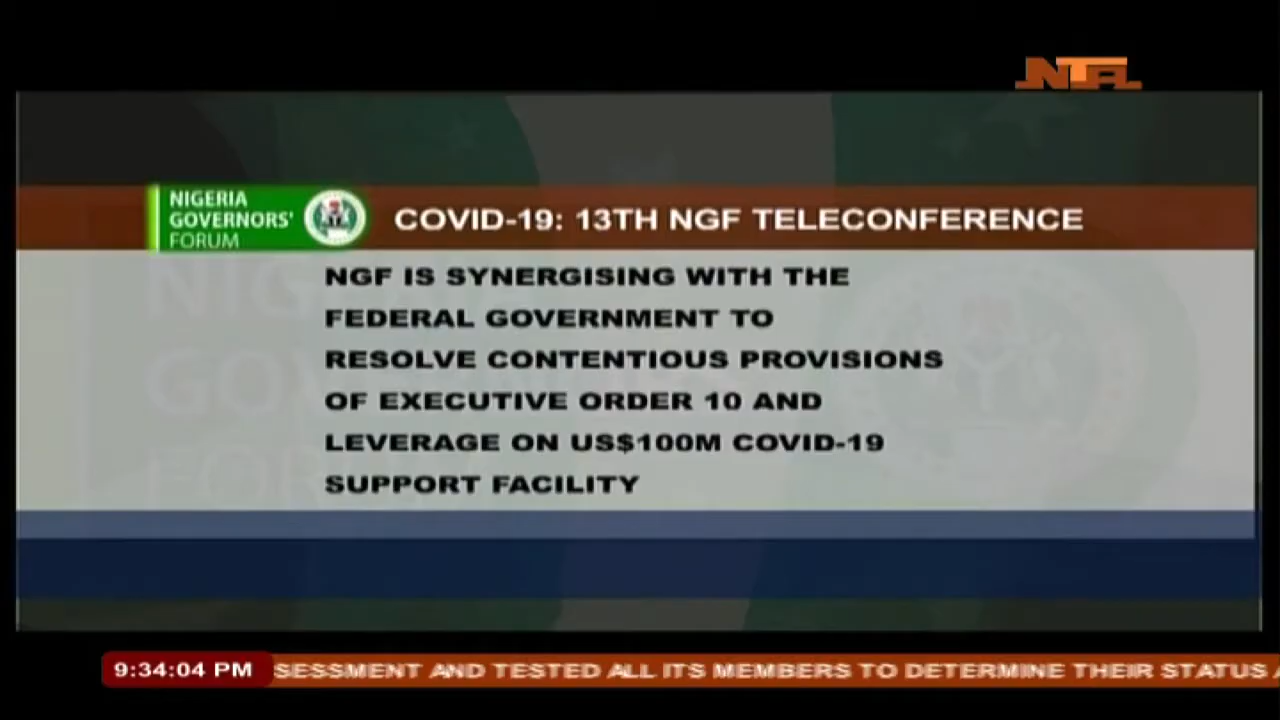 NTA
NIGERIA
GOVERNORS'
FORUM
COVID-19: 13TH NGF TELECONFERENCE
NGF IS SYNERGISING WITH THE
FEDERAL GOVERNMENT TO
RESOLVE CONTENTIOUS PROVISIONS
OF EXECUTIVE ORDER 10 AND
LEVERAGE ON US$100M COVID-19
SUPPORT FACILITY
9:34:04 PM SESSMENT AND TESTED ALL ITS MEMBERS TO DETERMINE THEIR STATUS A